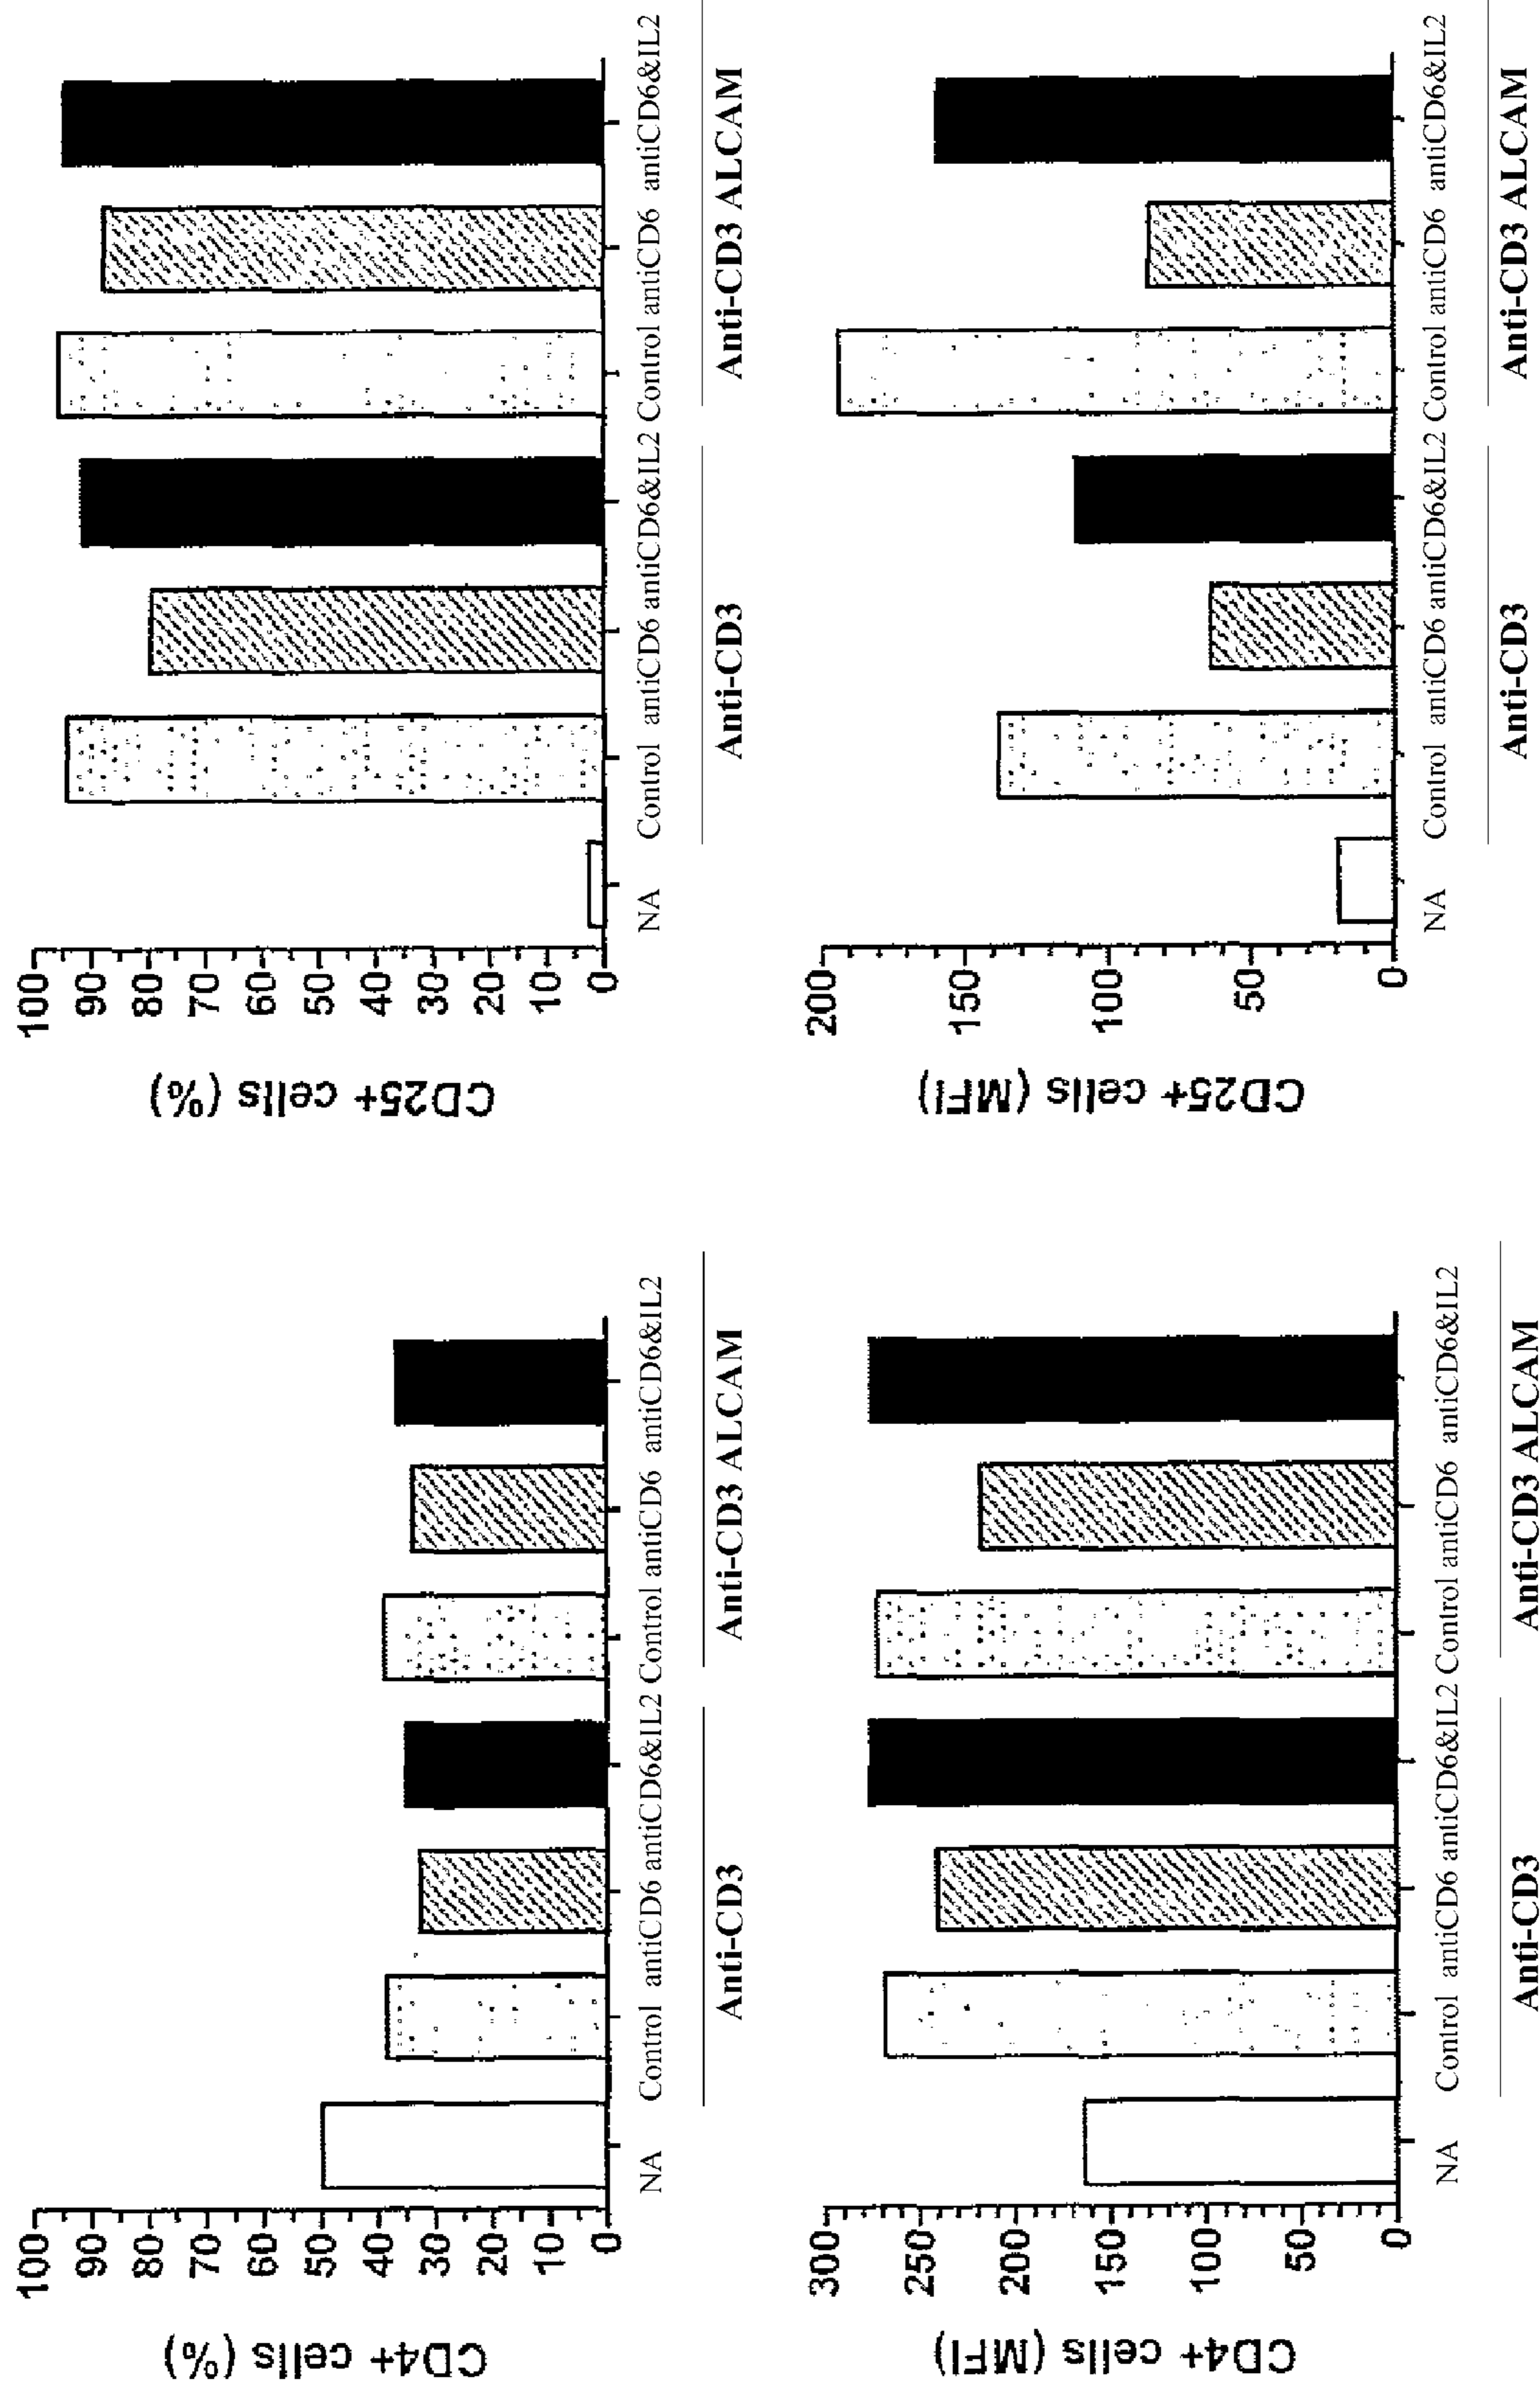 CD4+ cells (%)
100
90
80
70
60
50
40
30
20
10
0
NA Control antiCD6 antiCD6&IL2 Control antiCD6 antiCD6&IL2
Anti-CD3 Anti-CD3 ALCAM
CD25+ cells (%)
100
90
80
70
60
50
40
30
20
10
0
NA Control antiCD6 antiCD6&IL2 Control antiCD6 antiCD6&IL2
Anti-CD3 Anti-CD3 ALCAM
CD4+ cells (MFI)
300
250
200
150
100
50
0
NA Control antiCD6 antiCD6&IL2 Control antiCD6 antiCD6&IL2
Anti-CD3 Anti-CD3 ALCAM
CD25+ cells (MFI)
200
150
100
50
0
NA Control antiCD6 antiCD6&IL2 Control antiCD6 antiCD6&IL2
Anti-CD3 Anti-CD3 ALCAM